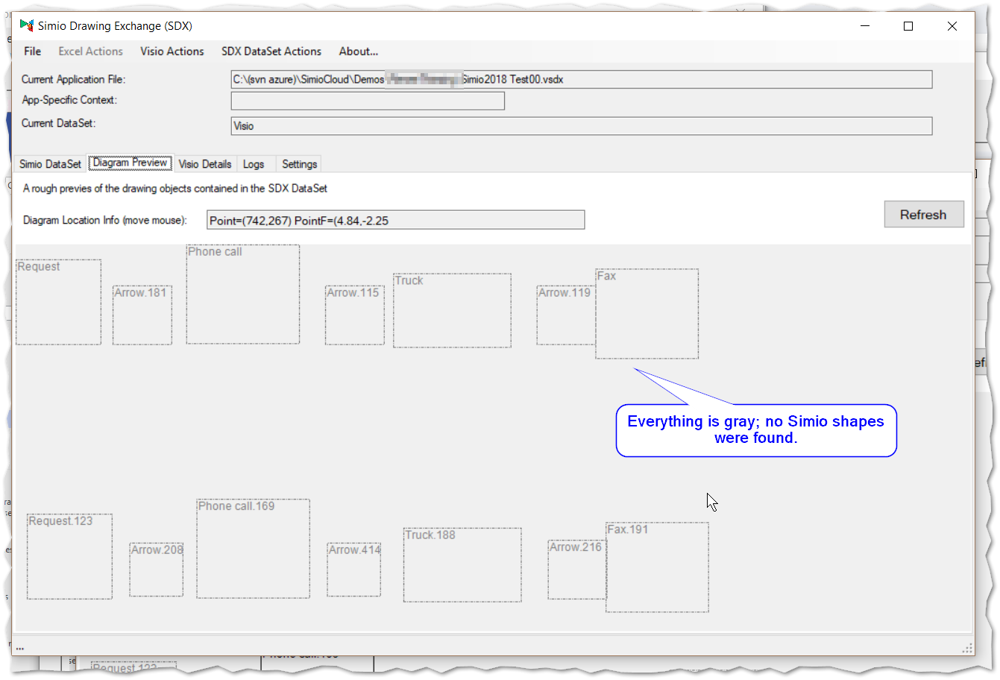 Simio Drawing Exchange (SDX)
File Excel Actions Visio Actions SDX DataSet Actions About...
Current Application File: C:\(svn azure)\SimioCloud\Demos Simio2018 Test00.vsdx
App-Specific Context:
Current DataSet: Visio
Simio DataSet Diagram Preview Visio Details Logs Settings
A rough previes of the drawing objects contained in the SDX DataSet
Diagram Location Info (move mouse): Point=(742,267) PointF=(4.84,-2.25
Refresh
Request
Arrow.181
Phone call
Arrow.115
Truck
Arrow.119
Fax
Everything is gray; no Simio shapes
were found.
Request.123
Arrow.208
Phone call.169
Arrow.414
Truck.188
Arrow.216
Fax.191
...